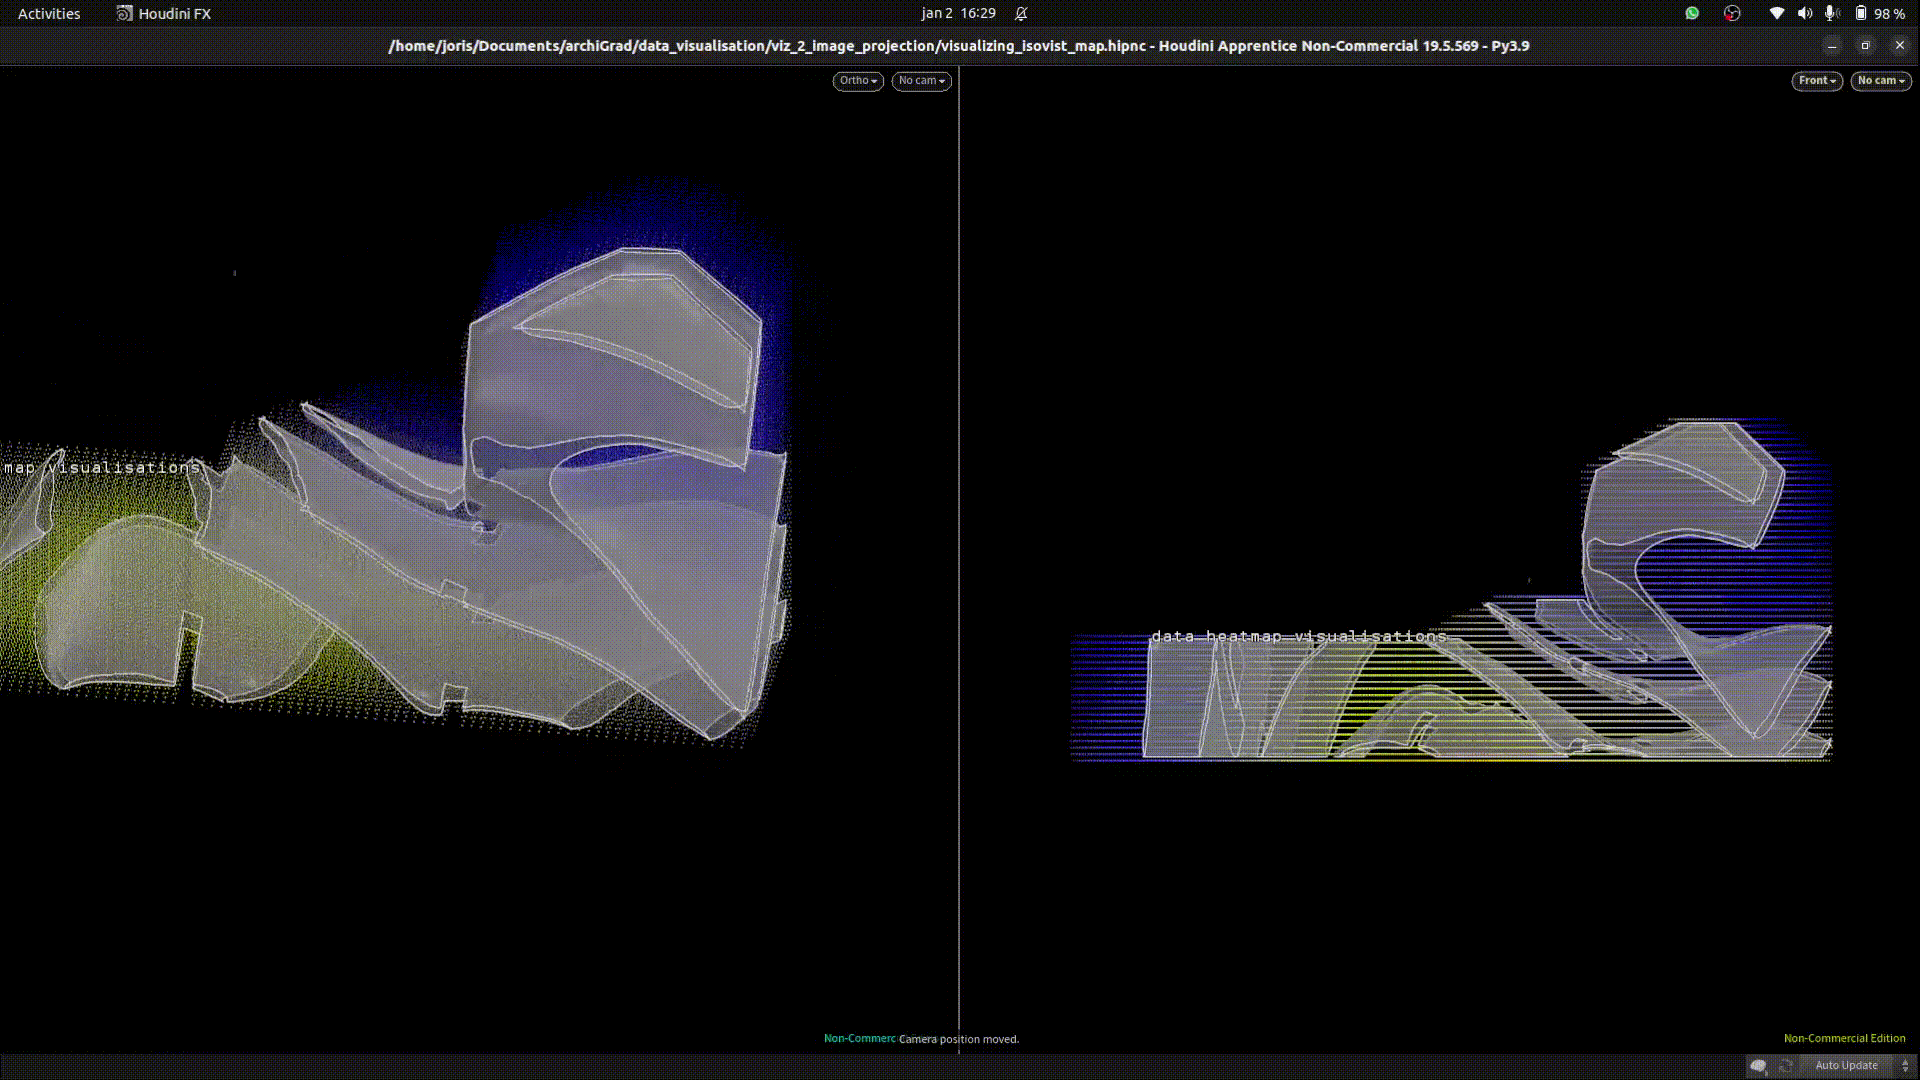 Activities Houdini FX jan 2 16:29 98 %
/home/joris/Documents/archiGrad/data_visualisation/viz_2_image_projection/visualizing_isovist_map.hipnc - Houdini Apprentice Non-Commercial 19.5.569 - Py3.9
Ortho No cam Front No cam
map visualisations
data heatmap visualisations
Non-Commerc Camera position moved. Non-Commercial Edition
Auto Update